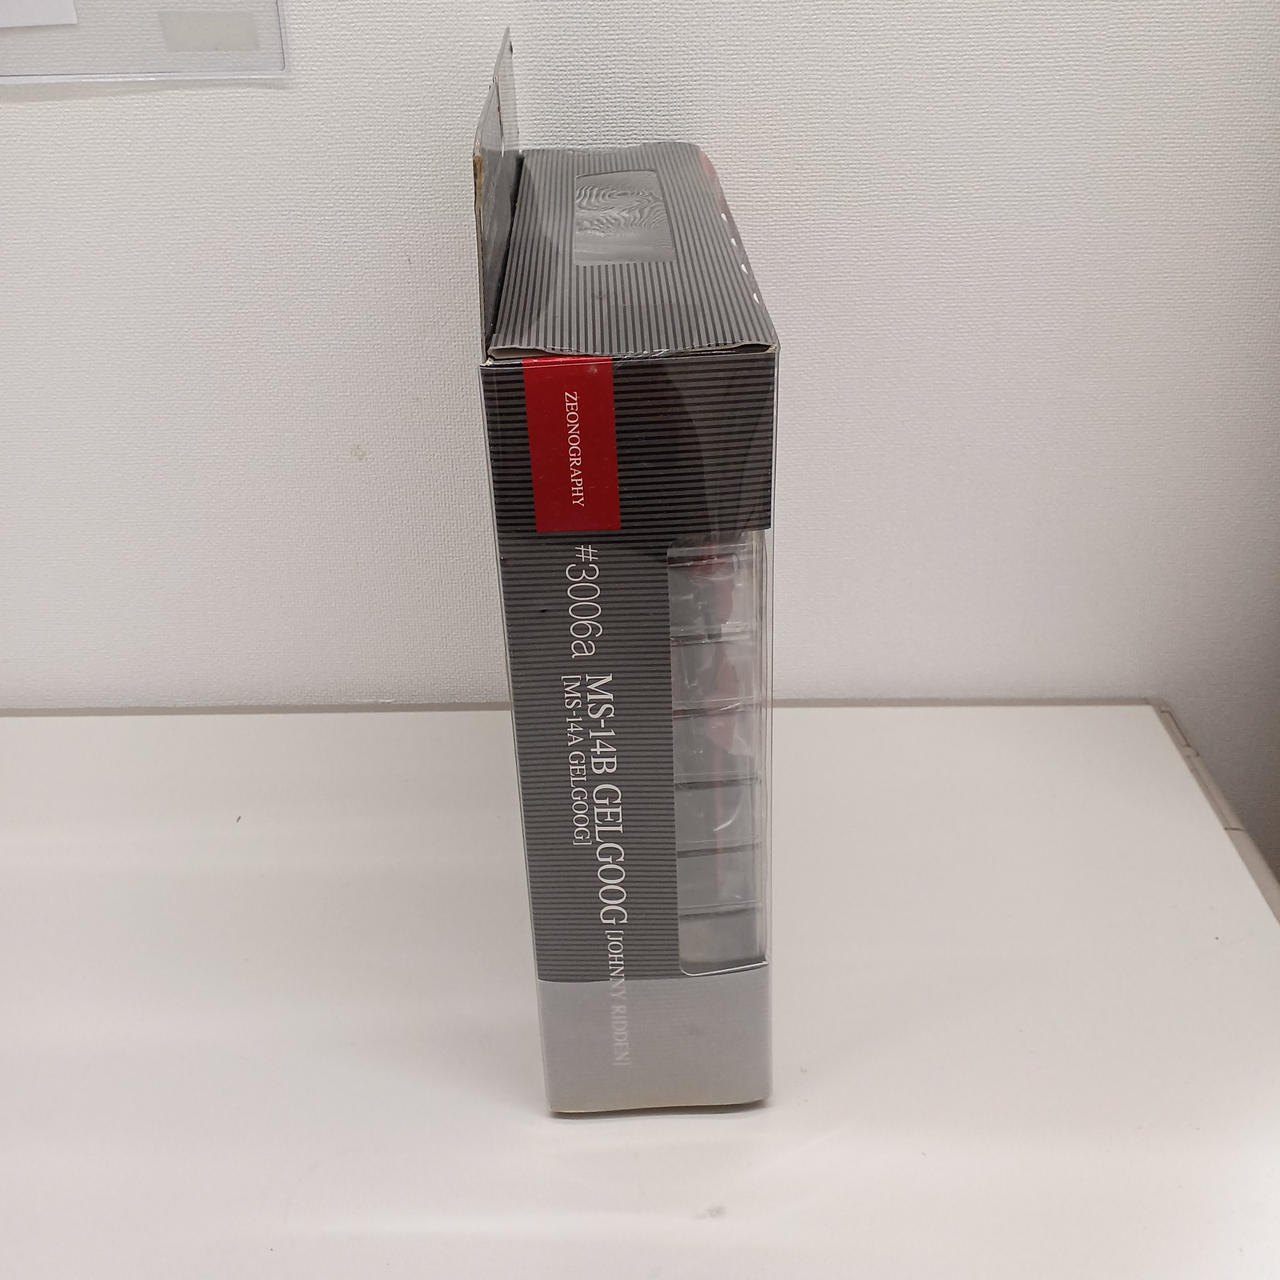 ZEONOGRAPHY
#3006a MS-14B GELGOOG [JOHNNY RIDDEN]
[MS-14A GELGOOG]